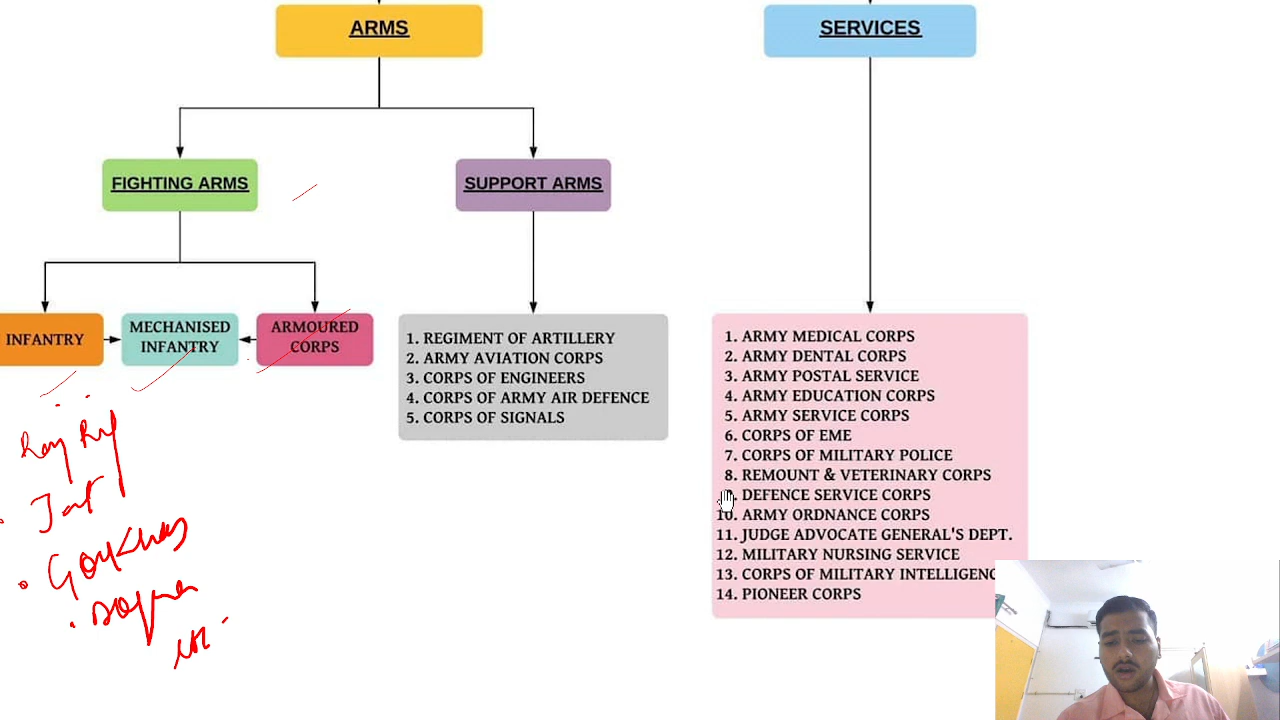 ARMS
SERVICES
FIGHTING ARMS
SUPPORT ARMS
INFANTRY
MECHANISED
INFANTRY
ARMOURED
CORPS
1. REGIMENT OF ARTILLERY
2. ARMY AVIATION CORPS
3. CORPS OF ENGINEERS
4. CORPS OF ARMY AIR DEFENCE
5. CORPS OF SIGNALS
1. ARMY MEDICAL CORPS
2. ARMY DENTAL CORPS
3. ARMY POSTAL SERVICE
4. ARMY EDUCATION CORPS
5. ARMY SERVICE CORPS
6. CORPS OF EME
7. CORPS OF MILITARY POLICE
8. REMOUNT & VETERINARY CORPS
DEFENCE SERVICE CORPS
10. ARMY ORDNANCE CORPS
11. JUDGE ADVOCATE GENERAL'S DEPT.
12. MILITARY NURSING SERVICE
13. CORPS OF MILITARY INTELLIGENC
14. PIONEER CORPS
Raj Rif
Jat
Gorkhas
Dogra